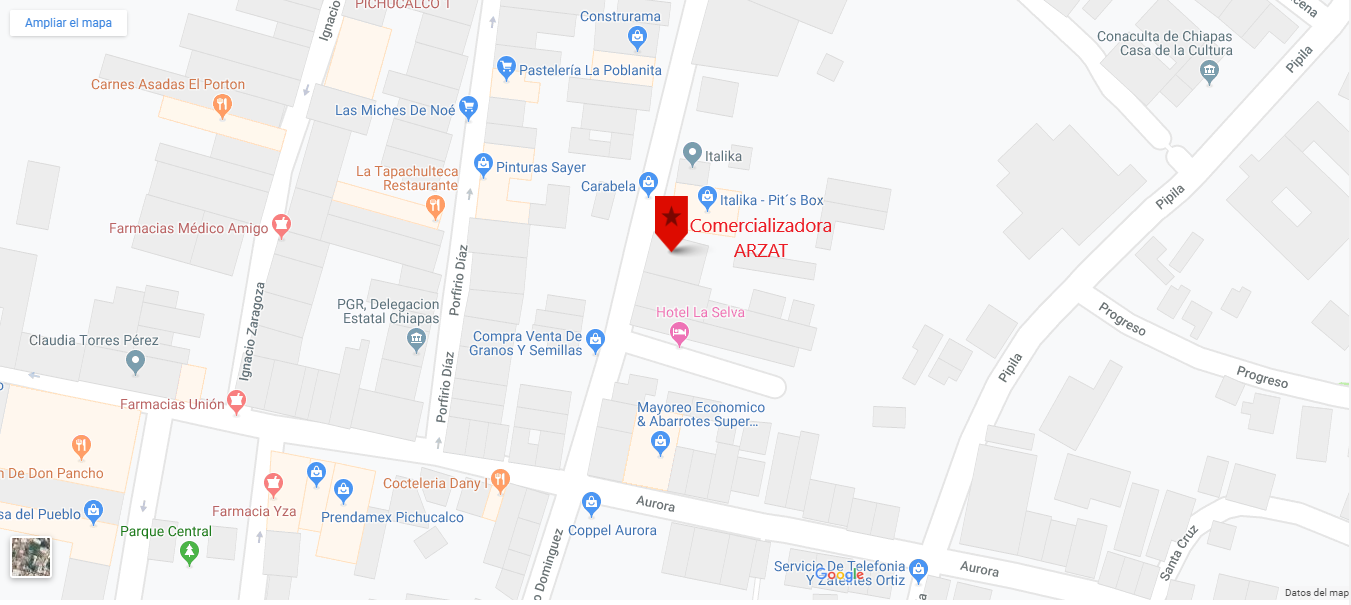 Ampliar el mapa
PICHUCALCO 1
Ignacio
Construrama
Conaculta de Chiapas
Casa de la Cultura
Pipila
Pastelería La Poblanita
Carnes Asadas El Porton
Las Miches De Noé
Italika
Pinturas Sayer
La Tapachulteca
Restaurante
Carabela
Italika - Pit´s Box
Pipila
Farmacias Médico Amigo
Comercializadora
ARZAT
Porfirio Díaz
Ignacio Zaragoza
PGR, Delegacion
Estatal Chiapas
Hotel La Selva
Progreso
Claudia Torres Pérez
Compra Venta De
Granos Y Semillas
Pipila
Progreso
Porfirio Díaz
Farmacias Unión
Mayoreo Economico
& Abarrotes Super...
De Don Pancho
Cocteleria Dany I
Aurora
Farmacia Yza
Prendamex Pichucalco
del Pueblo
Parque Central
Coppel Aurora
Dominguez
Santa Cruz
Servicio De Telefonia
Y Zatelites Ortiz
Google
Aurora
Datos del map